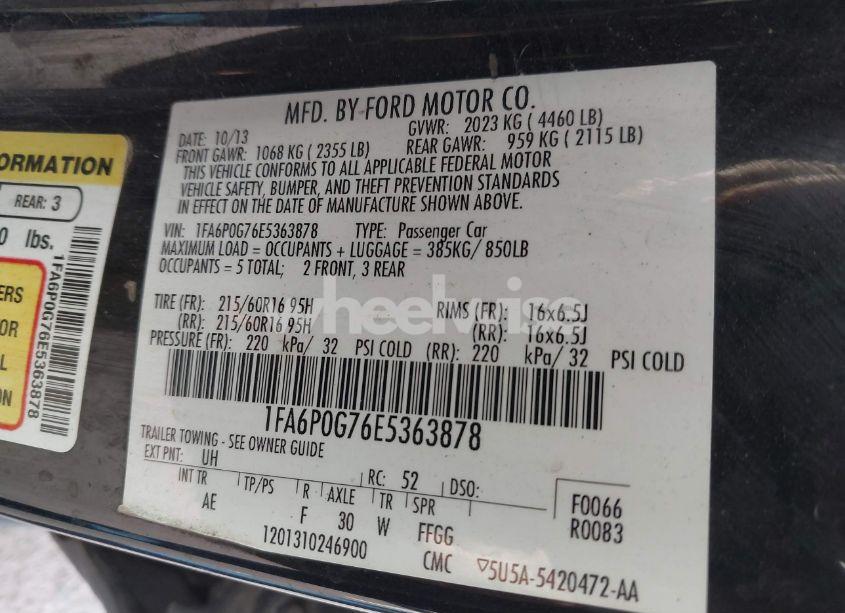 MFD. BY FORD MOTOR CO.
DATE: 10/13 GVWR: 2023 KG ( 4460 LB)
FRONT GAWR: 1068 KG ( 2355 LB) REAR GAWR: 959 KG ( 2115 LB)
THIS VEHICLE CONFORMS TO ALL APPLICABLE FEDERAL MOTOR
VEHICLE SAFETY, BUMPER, AND THEFT PREVENTION STANDARDS
IN EFFECT ON THE DATE OF MANUFACTURE SHOWN ABOVE.
VIN: 1FA6P0G76E5363878 TYPE: Passenger Car
MAXIMUM LOAD = OCCUPANTS + LUGGAGE = 385KG/ 850LB
OCCUPANTS = 5 TOTAL; 2 FRONT, 3 REAR
TIRE (FR): 215/60R16 95H RIMS (FR): 16x6.5J
(RR): 215/60R16 95H (RR): 16x6.5J
PRESSURE (FR): 220 kPa/ 32 PSI COLD (RR): 220 kPa/ 32 PSI COLD
1FA6P0G76E5363878
TRAILER TOWING - SEE OWNER GUIDE
EXT PNT: UH RC: 52 DSO:
INT TR TP/PS R AXLE TR SPR F0066
AE F 30 W FFGG R0083
1201310246900 CMC ▽5U5A-5420472-AA
ORMATION
REAR: 3
0 lbs.
ERS
OR
AL
1FA6P0G76E5363878
wheelwise